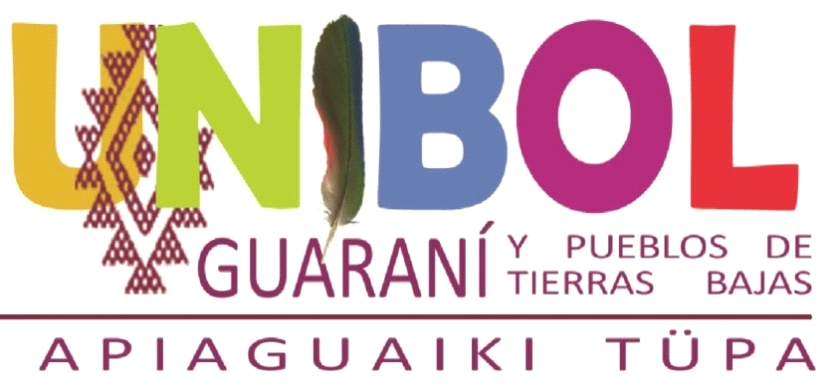 UNIBOL
GUARANÍ
Y PUEBLOS DE
TIERRAS BAJAS
APIAGUAIKI TÜPA